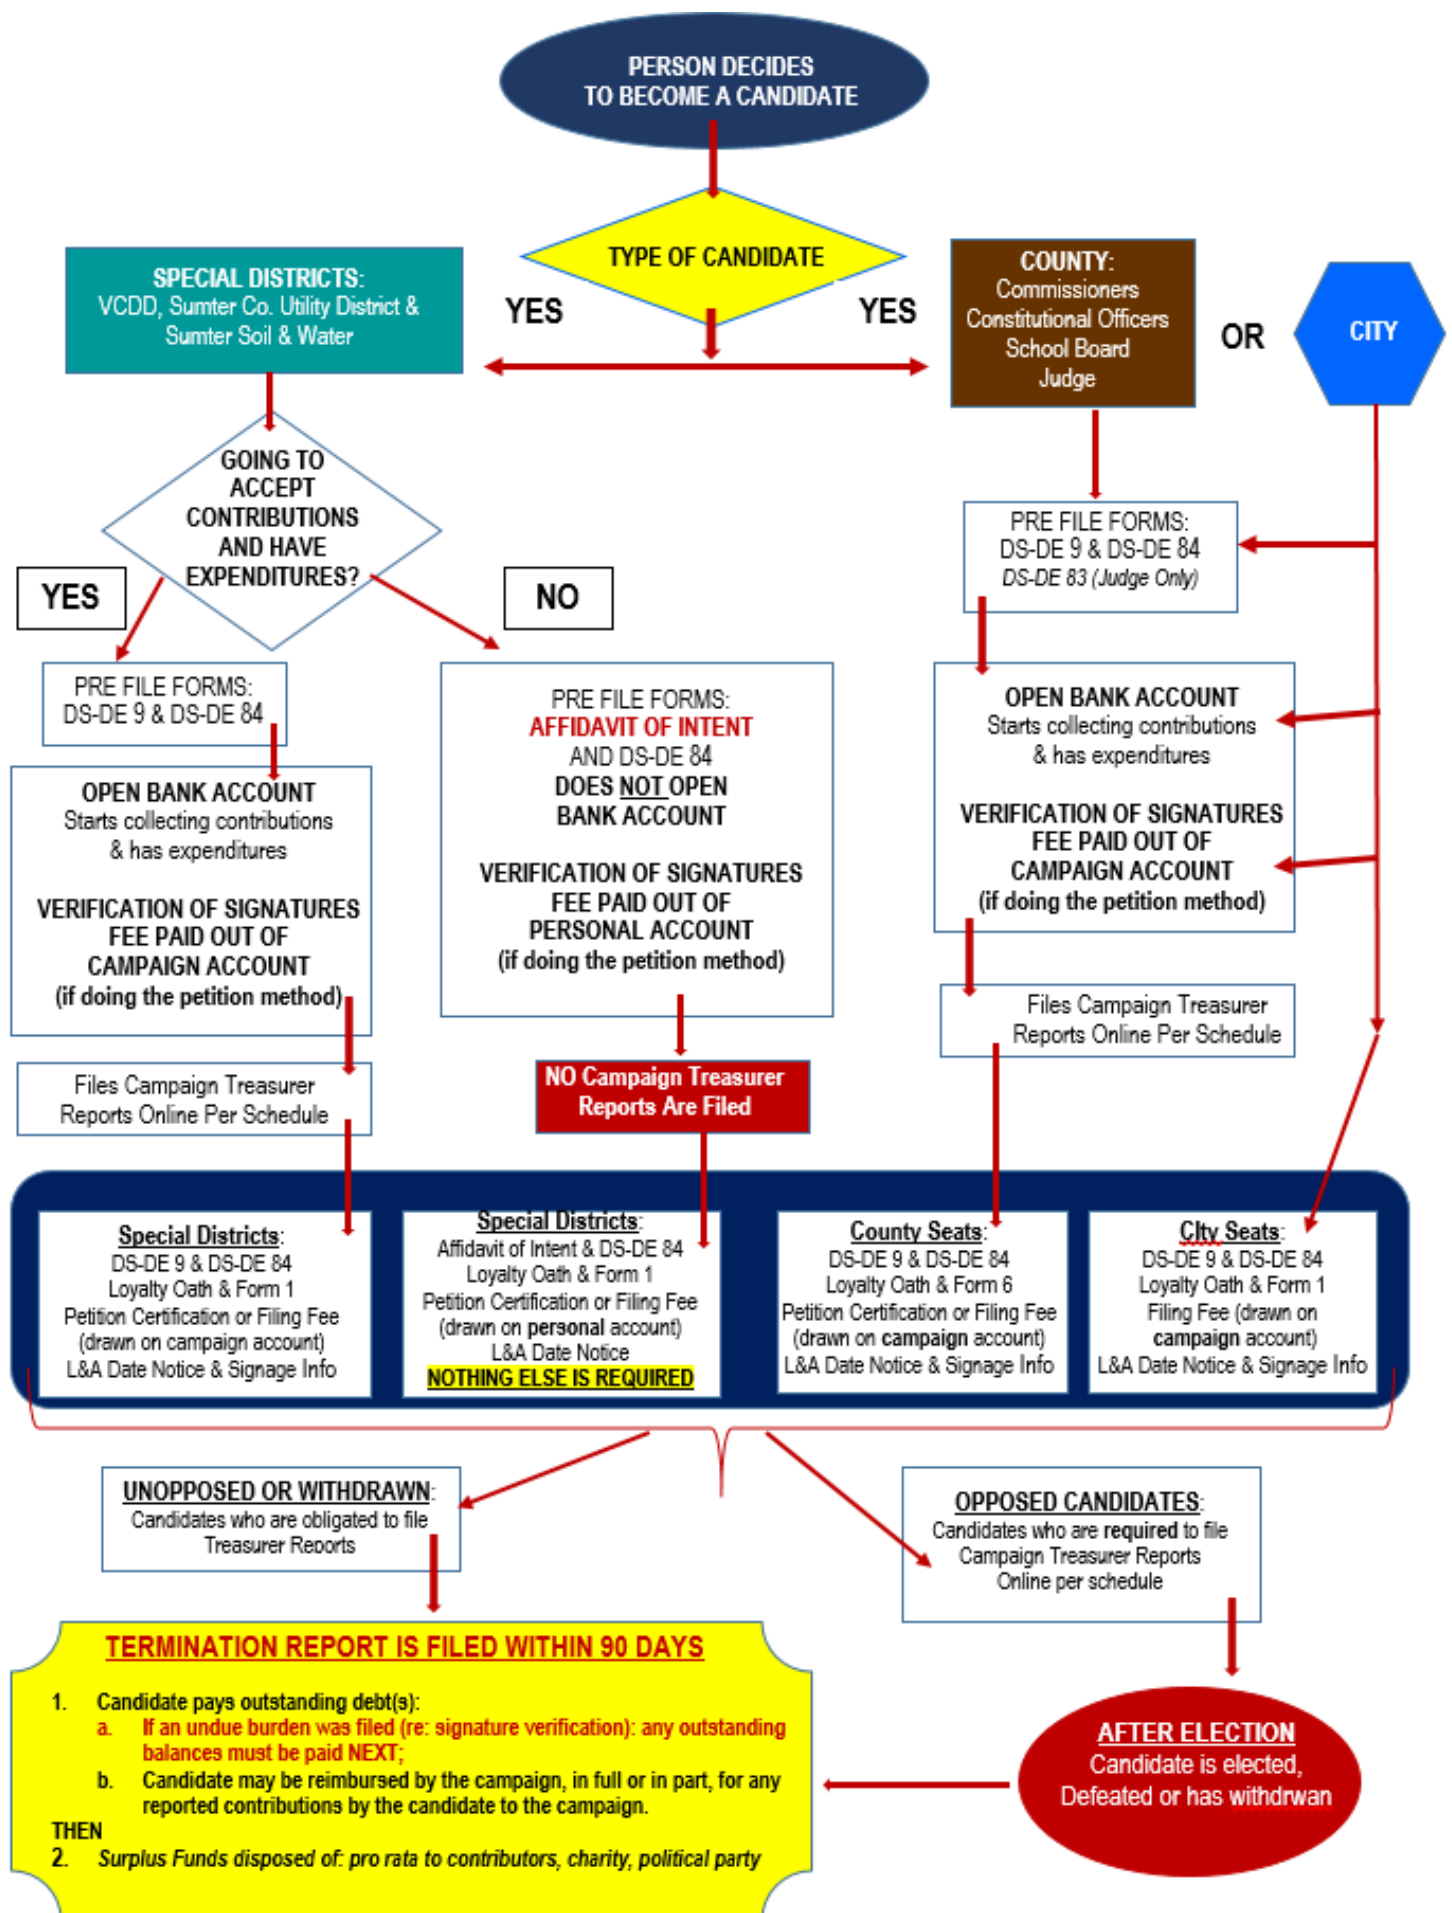 PERSON DECIDES
TO BECOME A CANDIDATE
TYPE OF CANDIDATE
SPECIAL DISTRICTS:
VCDD, Sumter Co. Utility District &
Sumter Soil & Water
YES
YES
COUNTY:
Commissioners
Constitutional Officers
School Board
Judge
OR
CITY
GOING TO
ACCEPT
CONTRIBUTIONS
AND HAVE
EXPENDITURES?
YES
NO
PRE FILE FORMS:
DS-DE 9 & DS-DE 84
DS-DE 83 (Judge Only)
PRE FILE FORMS:
DS-DE 9 & DS-DE 84
PRE FILE FORMS:
AFFIDAVIT OF INTENT
AND DS-DE 84
DOES NOT OPEN
BANK ACCOUNT
VERIFICATION OF SIGNATURES
FEE PAID OUT OF
PERSONAL ACCOUNT
(if doing the petition method)
OPEN BANK ACCOUNT
Starts collecting contributions
& has expenditures
VERIFICATION OF SIGNATURES
FEE PAID OUT OF
CAMPAIGN ACCOUNT
(if doing the petition method)
OPEN BANK ACCOUNT
Starts collecting contributions
& has expenditures
VERIFICATION OF SIGNATURES
FEE PAID OUT OF
CAMPAIGN ACCOUNT
(if doing the petition method)
Files Campaign Treasurer
Reports Online Per Schedule
NO Campaign Treasurer
Reports Are Filed
Files Campaign Treasurer
Reports Online Per Schedule
Special Districts:
DS-DE 9 & DS-DE 84
Loyalty Oath & Form 1
Petition Certification or Filing Fee
(drawn on campaign account)
L&A Date Notice & Signage Info
Special Districts:
Affidavit of Intent & DS-DE 84
Loyalty Oath & Form 1
Petition Certification or Filing Fee
(drawn on personal account)
L&A Date Notice
NOTHING ELSE IS REQUIRED
County Seats:
DS-DE 9 & DS-DE 84
Loyalty Oath & Form 6
Petition Certification or Filing Fee
(drawn on campaign account)
L&A Date Notice & Signage Info
CIty Seats:
DS-DE 9 & DS-DE 84
Loyalty Oath & Form 1
Filing Fee (drawn on
campaign account)
L&A Date Notice & Signage Info
UNOPPOSED OR WITHDRAWN:
Candidates who are obligated to file
Treasurer Reports
OPPOSED CANDIDATES:
Candidates who are required to file
Campaign Treasurer Reports
Online per schedule
TERMINATION REPORT IS FILED WITHIN 90 DAYS
1. Candidate pays outstanding debt(s):
a. If an undue burden was filed (re: signature verification): any outstanding
balances must be paid NEXT;
b. Candidate may be reimbursed by the campaign, in full or in part, for any
reported contributions by the candidate to the campaign.
THEN
2. Surplus Funds disposed of: pro rata to contributors, charity, political party
AFTER ELECTION
Candidate is elected,
Defeated or has withdrwan